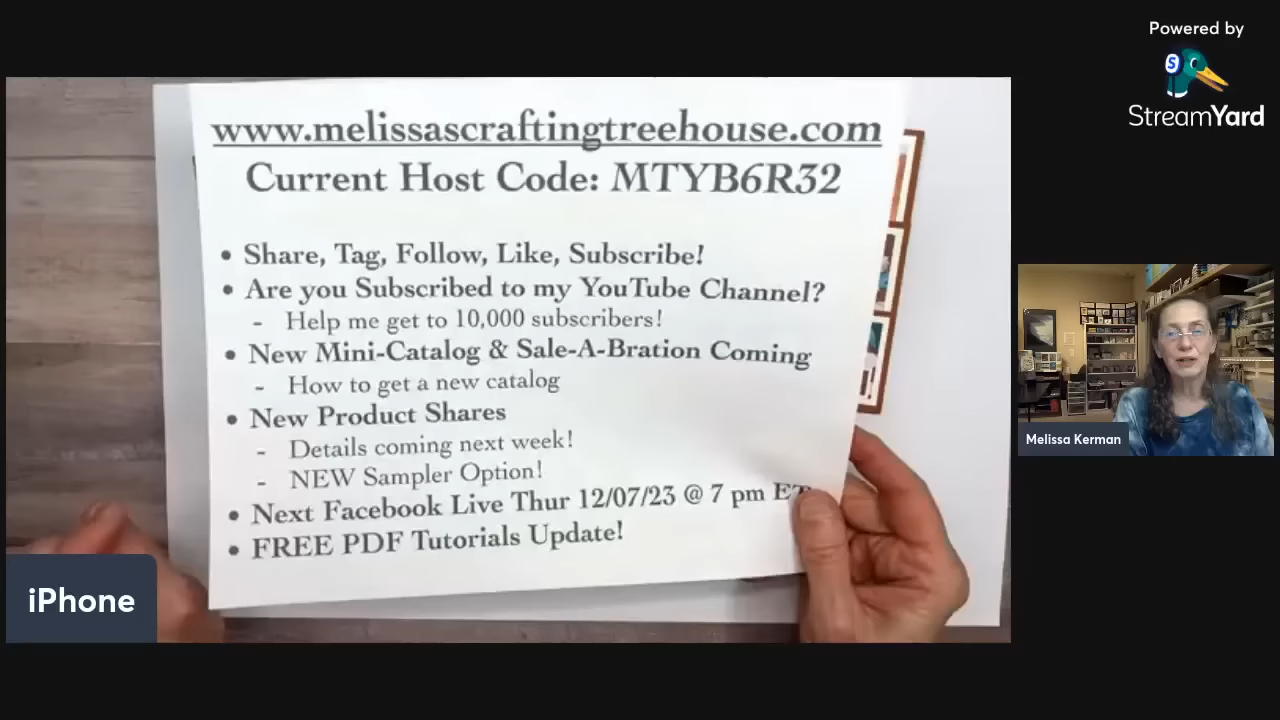 Powered by
StreamYard
www.melissascraftingtreehouse.com
Current Host Code: MTYB6R32
• Share, Tag, Follow, Like, Subscribe!
• Are you Subscribed to my YouTube Channel?
- Help me get to 10,000 subscribers!
• New Mini-Catalog & Sale-A-Bration Coming
- How to get a new catalog
• New Product Shares
- Details coming next week!
- NEW Sampler Option!
• Next Facebook Live Thur 12/07/23 @ 7 pm ET
• FREE PDF Tutorials Update!
iPhone
Melissa Kerman